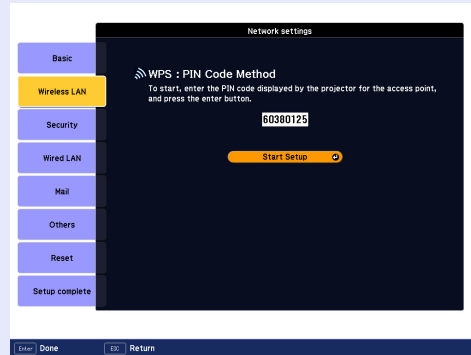 Network settings
Basic
Wireless LAN
Security
Wired LAN
Mail
Others
Reset
Setup complete
WPS : PIN Code Method
To start, enter the PIN code displayed by the projector for the access point,
and press the enter button.
60380125
Start Setup
Enter Done
ESC Return